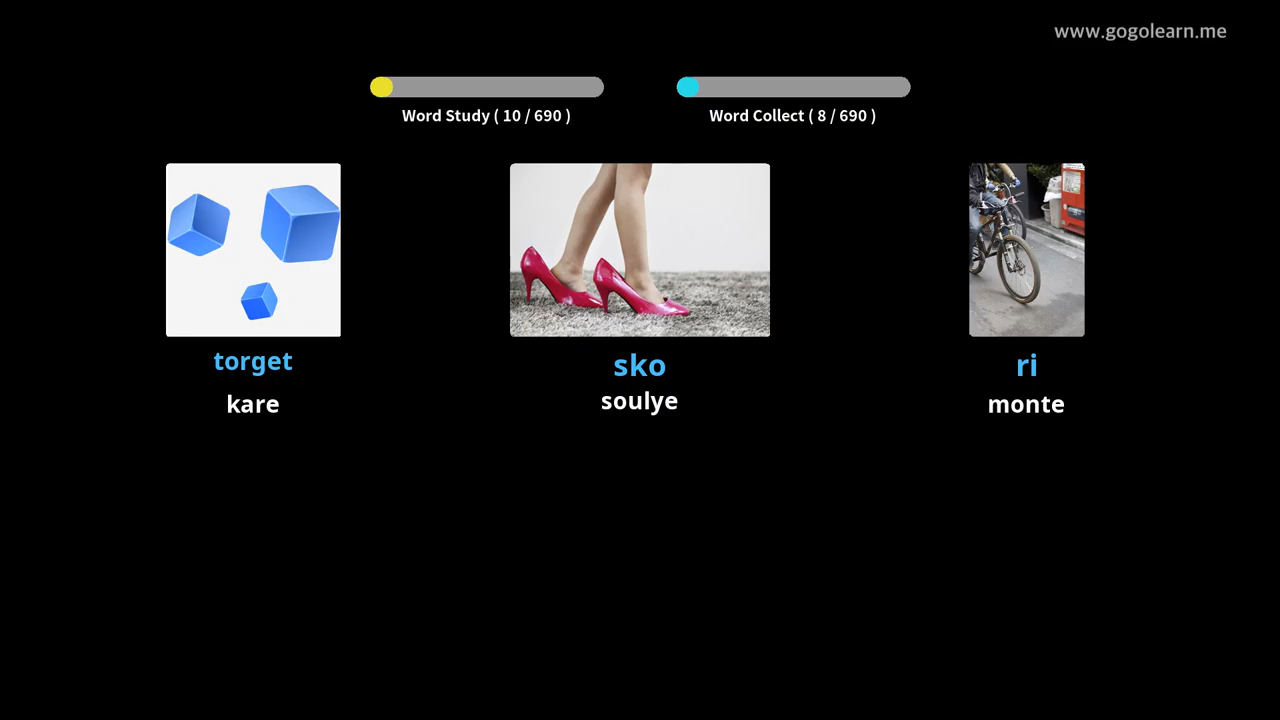 www.gogolearn.me
Word Study ( 10 / 690 )
Word Collect ( 8 / 690 )
torget
kare
sko
soulye
ri
monte